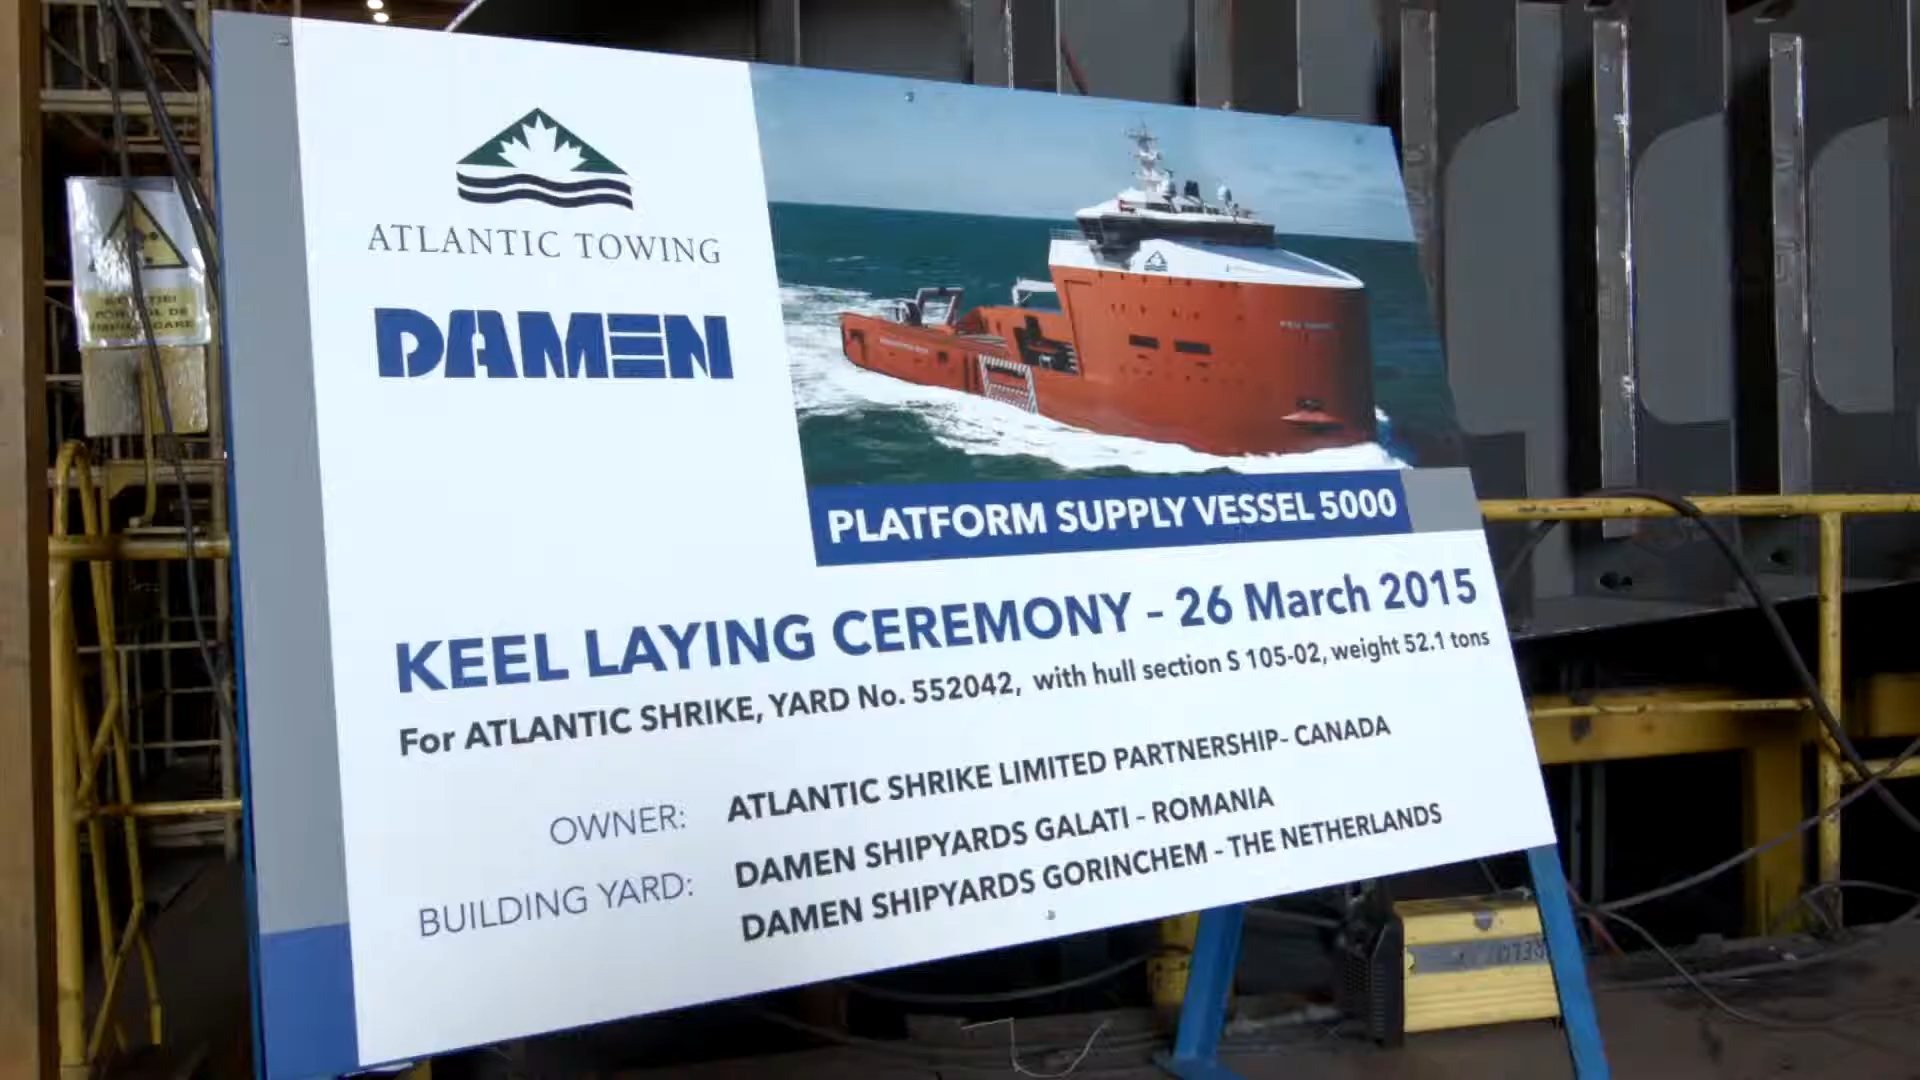 ATLANTIC TOWING
DAMEN
PLATFORM SUPPLY VESSEL 5000
KEEL LAYING CEREMONY - 26 March 2015
For ATLANTIC SHRIKE, YARD No. 552042, with hull section S 105-02, weight 52.1 tons
OWNER: ATLANTIC SHRIKE LIMITED PARTNERSHIP- CANADA
BUILDING YARD: DAMEN SHIPYARDS GALATI - ROMANIA
DAMEN SHIPYARDS GORINCHEM - THE NETHERLANDS